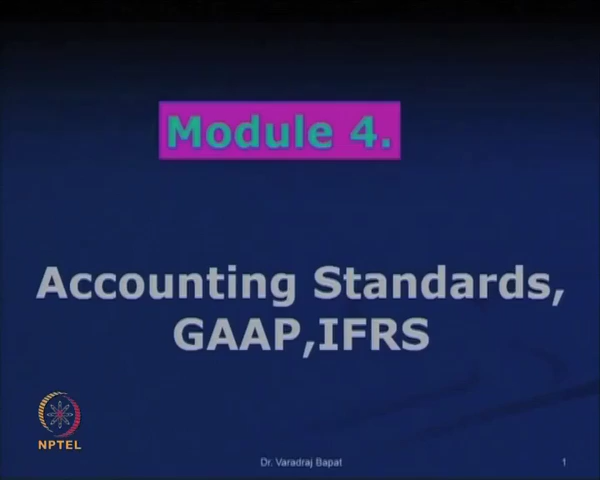 Module 4.
Accounting Standards,
GAAP,IFRS
NPTEL
Dr. Varadraj Bapat
1